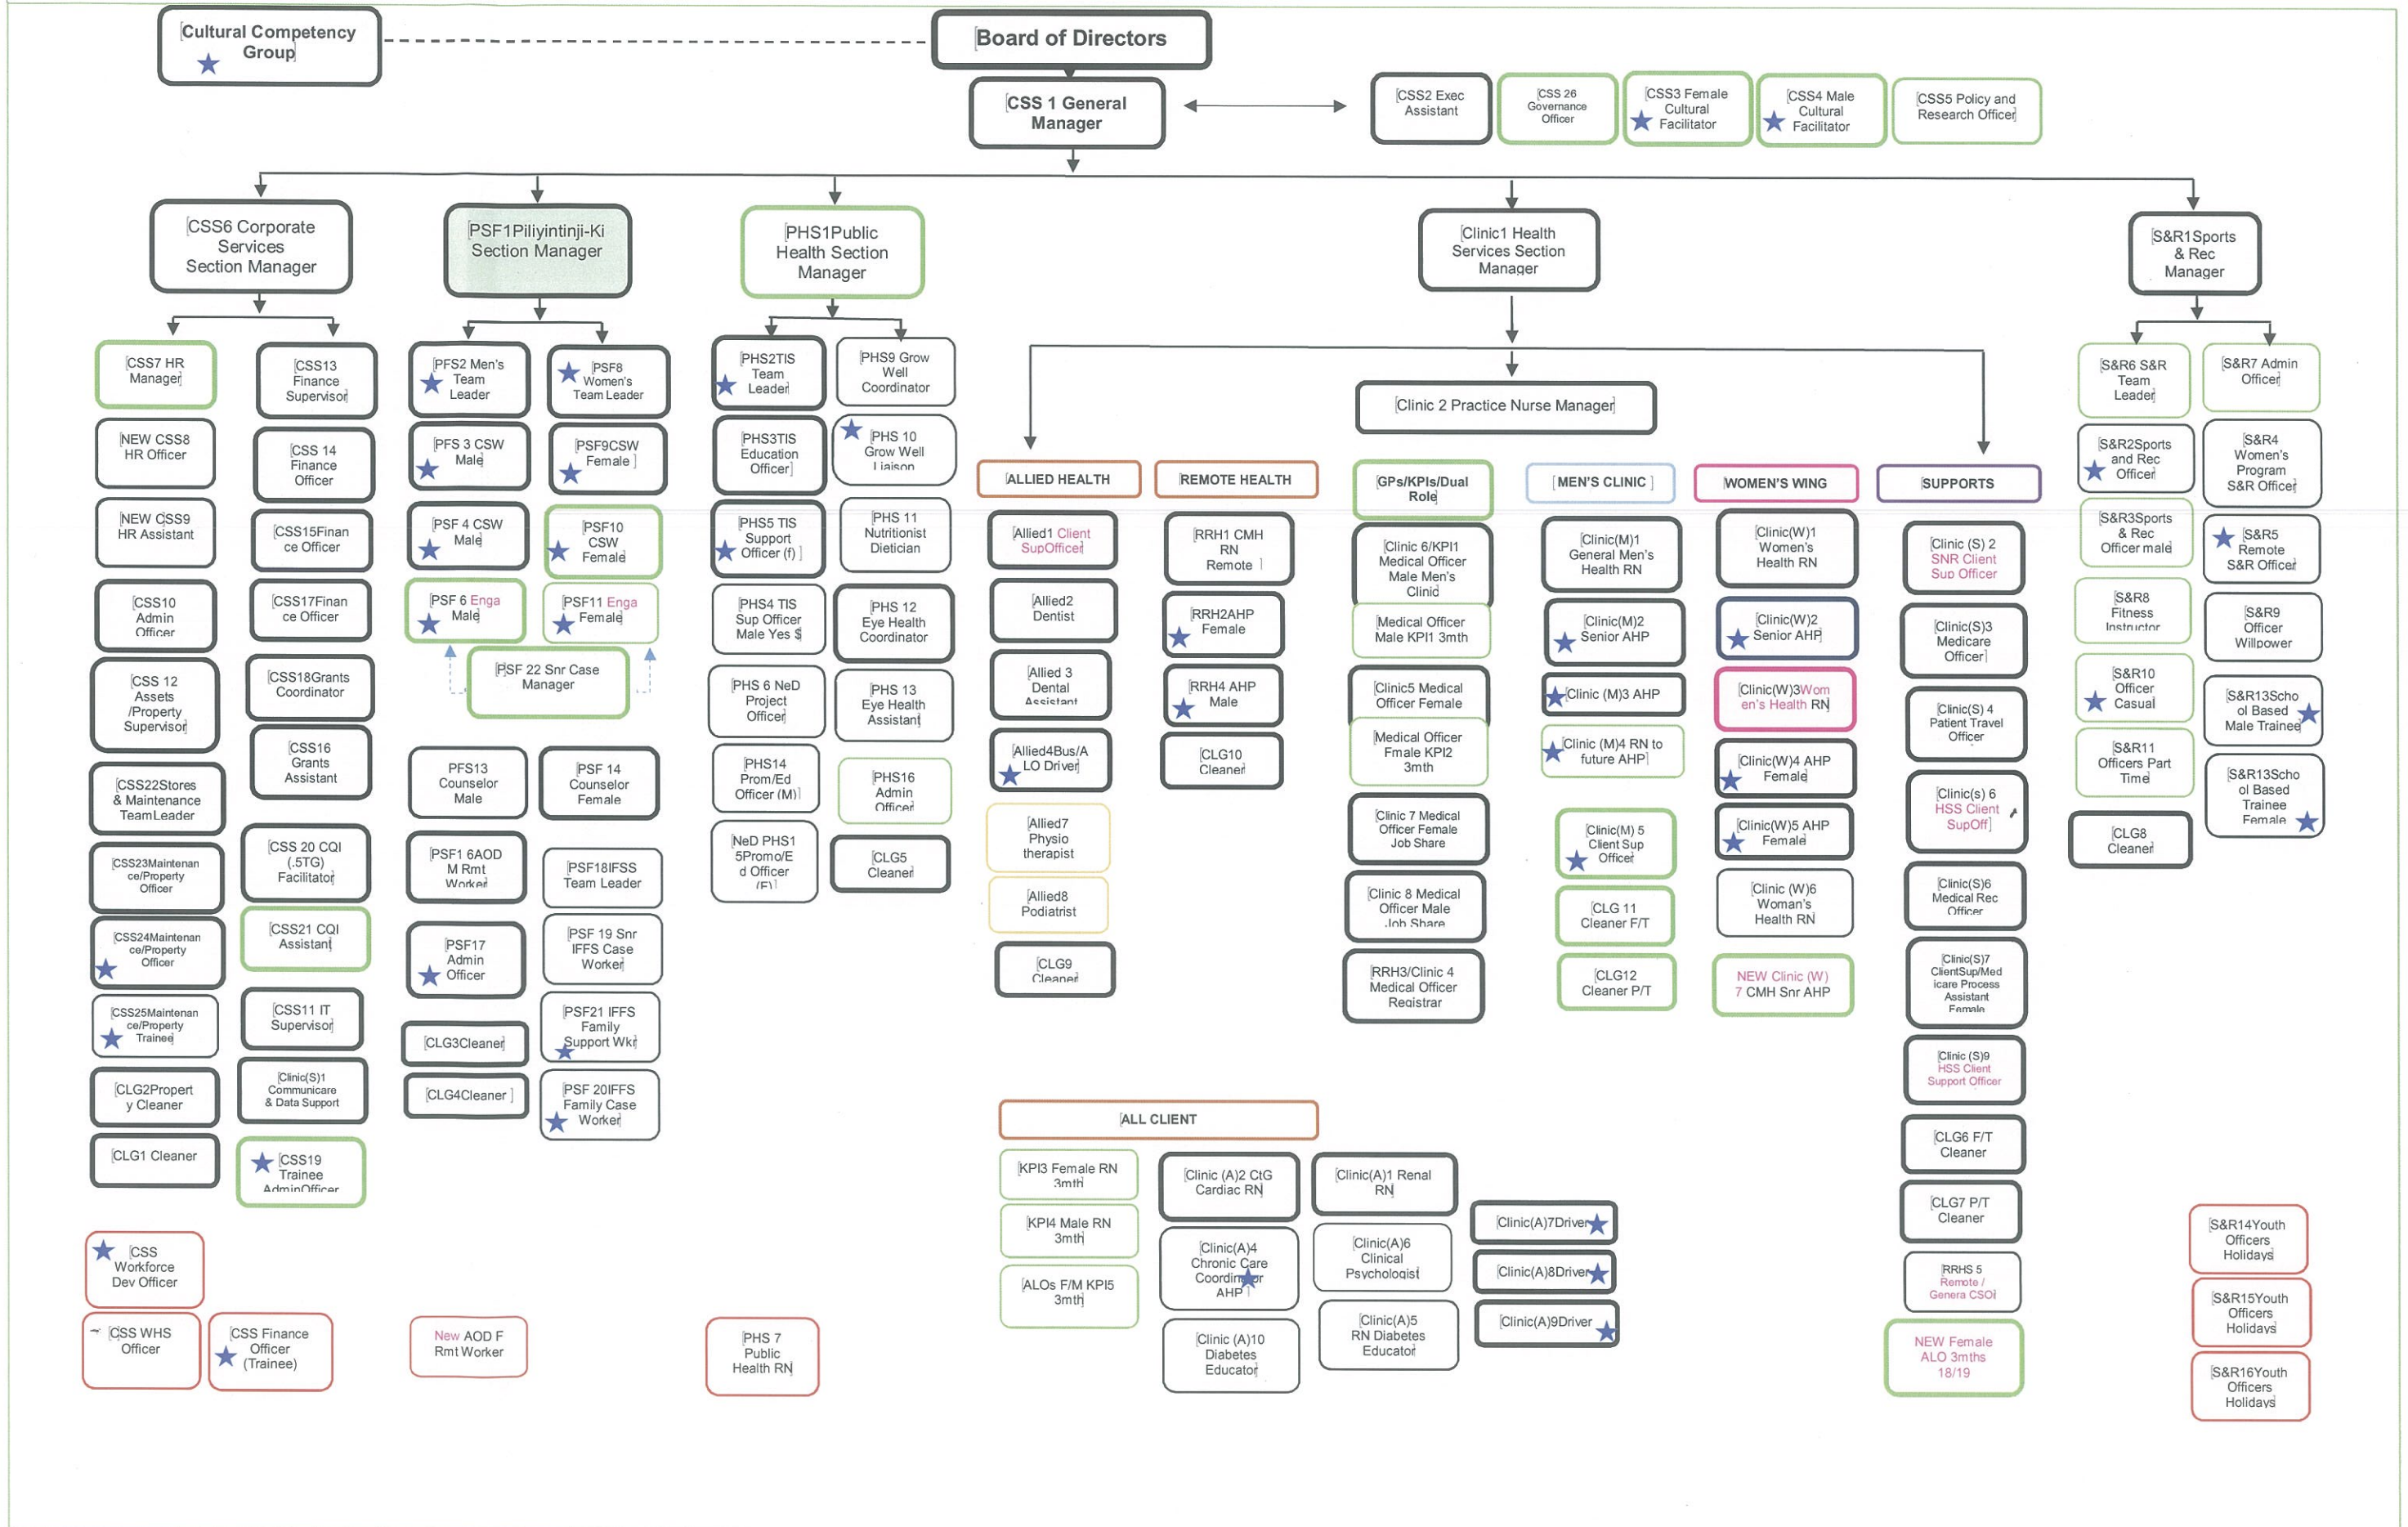 Cultural Competency
Group
Board of Directors
CSS 1 General
Manager
CSS2 Exec
Assistant
CSS 26
Governance
Officer
CSS3 Female
Cultural
Facilitator
CSS4 Male
Cultural
Facilitator
CSS5 Policy and
Research Officer
CSS6 Corporate
Services
Section Manager
PSF1Piliyintinji-Ki
Section Manager
PHS1Public
Health Section
Manager
Clinic1 Health
Services Section
Manager
S&R1Sports
& Rec
Manager
CSS7 HR
Manager
NEW CSS8
HR Officer
NEW CSS9
HR Assistant
CSS10
Admin
Officer
CSS 12
Assets
/Property
Supervisor
CSS22Stores
& Maintenance
TeamLeader
CSS23Maintenan
ce/Property
Officer
CSS24Maintenan
ce/Property
Officer
CSS25Maintenan
ce/Property
Trainee
CLG2Propert
y Cleaner
CLG1 Cleaner
CSS
Workforce
Dev Officer
CSS WHS
Officer
CSS13
Finance
Supervisor
CSS 14
Finance
Officer
CSS15Finan
ce Officer
CSS17Finan
ce Officer
CSS18Grants
Coordinator
CSS16
Grants
Assistant
CSS 20 CQI
(.5TG)
Facilitator
CSS21 CQI
Assistant
CSS11 IT
Supervisor
Clinic(S)1
Communicare
& Data Support
CSS19
Trainee
AdminOfficer
CSS Finance
Officer
(Trainee)
PFS2 Men's
Team
Leader
PFS 3 CSW
Male
PSF 4 CSW
Male
PSF 6 Enga
Male
PSF8
Women's
Team Leader
PSF9CSW
Female
PSF10
CSW
Female
PSF11 Enga
Female
PSF 22 Snr Case
Manager
PFS13
Counselor
Male
PSF1 6AOD
M Rmt
Worker
PSF17
Admin
Officer
CLG3Cleaner
CLG4Cleaner
New AOD F
Rmt Worker
PSF 14
Counselor
Female
PSF18IFSS
Team Leader
PSF 19 Snr
IFFS Case
Worker
PSF21 IFFS
Family
Support Wkr
PSF 20IFFS
Family Case
Worker
PHS2TIS
Team
Leader
PHS3TIS
Education
Officer
PHS5 TIS
Support
Officer (f)
PHS4 TIS
Sup Officer
Male Yes $
PHS 6 NeD
Project
Officer
PHS14
Prom/Ed
Officer (M)
NeD PHS1
5Promo/E
d Officer
(F)
PHS 7
Public
Health RN
PHS9 Grow
Well
Coordinator
PHS 10
Grow Well
Liaison
PHS 11
Nutritionist
Dietician
PHS 12
Eye Health
Coordinator
PHS 13
Eye Health
Assistant
PHS16
Admin
Officer
CLG5
Cleaner
Clinic 2 Practice Nurse Manager
ALLIED HEALTH
Allied1 Client
SupOfficer
Allied2
Dentist
Allied 3
Dental
Assistant
Allied4Bus/A
LO Driver
Allied7
Physio
therapist
Allied8
Podiatrist
CLG9
Cleaner
REMOTE HEALTH
RRH1 CMH
RN
Remote
RRH2AHP
Female
RRH4 AHP
Male
CLG10
Cleaner
GPs/KPIs/Dual
Role
Clinic 6/KPI1
Medical Officer
Male Men's
Clinic
Medical Officer
Male KPI1 3mth
Clinic5 Medical
Officer Female
Medical Officer
Fmale KPI2
3mth
Clinic 7 Medical
Officer Female
Job Share
Clinic 8 Medical
Officer Male
Job Share
RRH3/Clinic 4
Medical Officer
Registrar
MEN'S CLINIC
Clinic(M)1
General Men's
Health RN
Clinic(M)2
Senior AHP
Clinic (M)3 AHP
Clinic (M)4 RN to
future AHP
Clinic(M) 5
Client Sup
Officer
CLG 11
Cleaner F/T
CLG12
Cleaner P/T
WOMEN'S WING
Clinic(W)1
Women's
Health RN
Clinic(W)2
Senior AHP
Clinic(W)3Wom
en's Health RN
Clinic(W)4 AHP
Female
Clinic(W)5 AHP
Female
Clinic (W)6
Woman's
Health RN
NEW Clinic (W)
7 CMH Snr AHP
SUPPORTS
Clinic (S) 2
SNR Client
Sup Officer
Clinic(S)3
Medicare
Officer
Clinic(S) 4
Patient Travel
Officer
Clinic(s) 6
HSS Client
SupOff
Clinic(S)6
Medical Rec
Officer
Clinic(S)7
ClientSup/Med
icare Process
Assistant
Female
Clinic (S)9
HSS Client
Support Officer
CLG6 F/T
Cleaner
CLG7 P/T
Cleaner
RRHS 5
Remote /
Genera CSO
NEW Female
ALO 3mths
18/19
ALL CLIENT
KPI3 Female RN
3mth
KPI4 Male RN
3mth
ALOs F/M KPI5
3mth
Clinic (A)2 CtG
Cardiac RN
Clinic(A)4
Chronic Care
Coordinator
AHP
Clinic (A)10
Diabetes
Educator
Clinic(A)1 Renal
RN
Clinic(A)6
Clinical
Psychologist
Clinic(A)5
RN Diabetes
Educator
Clinic(A)7Driver
Clinic(A)8Driver
Clinic(A)9Driver
S&R6 S&R
Team
Leader
S&R2Sports
and Rec
Officer
S&R3Sports
& Rec
Officer male
S&R8
Fitness
Instructor
S&R10
Officer
Casual
S&R11
Officers Part
Time
CLG8
Cleaner
S&R7 Admin
Officer
S&R4
Women's
Program
S&R Officer
S&R5
Remote
S&R Officer
S&R9
Officer
Willpower
S&R13Scho
ol Based
Male Trainee
S&R13Scho
ol Based
Trainee
Female
S&R14Youth
Officers
Holidays
S&R15Youth
Officers
Holidays
S&R16Youth
Officers
Holidays